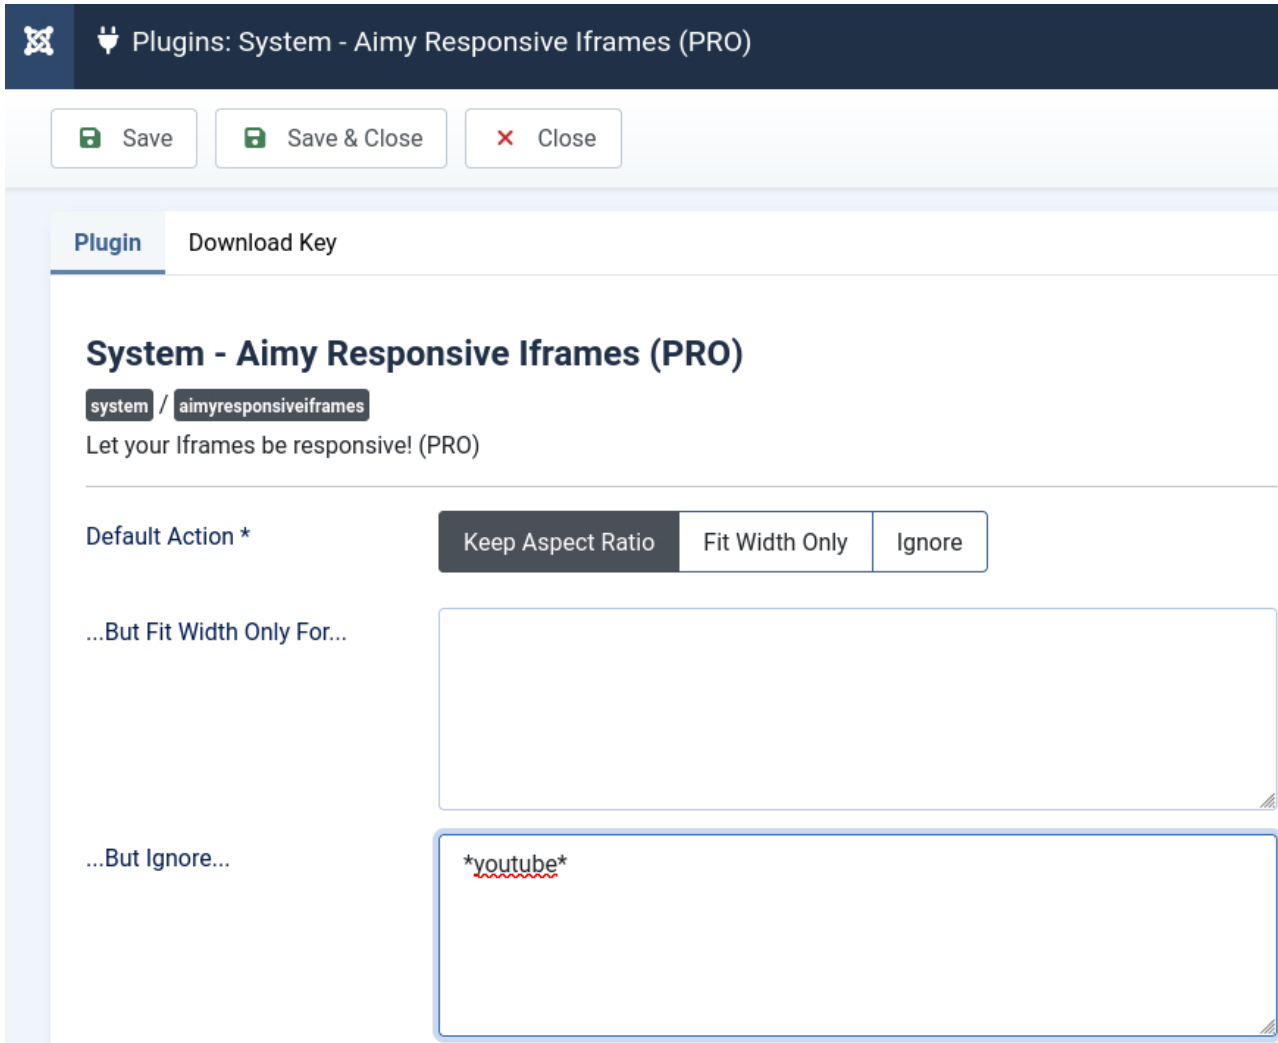 Plugins: System - Aimy Responsive Iframes (PRO)
Save
Save & Close
Close
Plugin
Download Key
System - Aimy Responsive Iframes (PRO)
system / aimyresponsiveiframes
Let your Iframes be responsive! (PRO)
Default Action *
Keep Aspect Ratio
Fit Width Only
Ignore
...But Fit Width Only For...
...But Ignore...
*youtube*